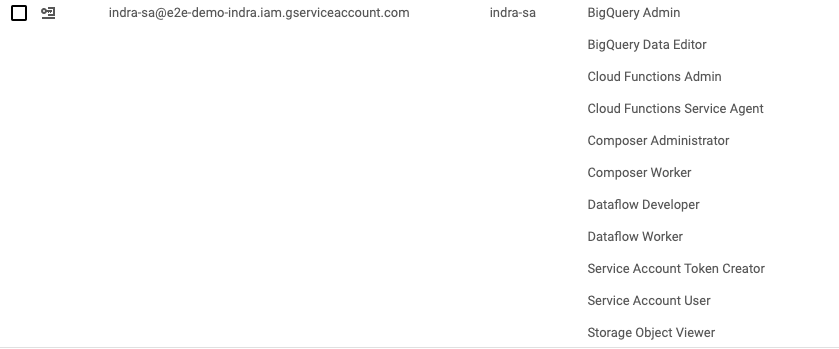 indra-sa@e2e-demo-indra.iam.gserviceaccount.com indra-sa BigQuery Admin
BigQuery Data Editor
Cloud Functions Admin
Cloud Functions Service Agent
Composer Administrator
Composer Worker
Dataflow Developer
Dataflow Worker
Service Account Token Creator
Service Account User
Storage Object Viewer